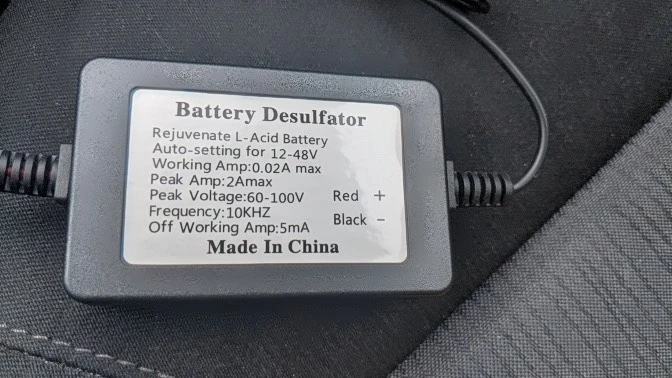 Battery Desulfator
Rejuvenate L-Acid Battery
Auto-setting for 12-48V
Working Amp:0.02A max
Peak Amp:2Amax
Peak Voltage:60-100V
Red +
Frequency:10KHZ
Black -
Off Working Amp:5mA
Made In China